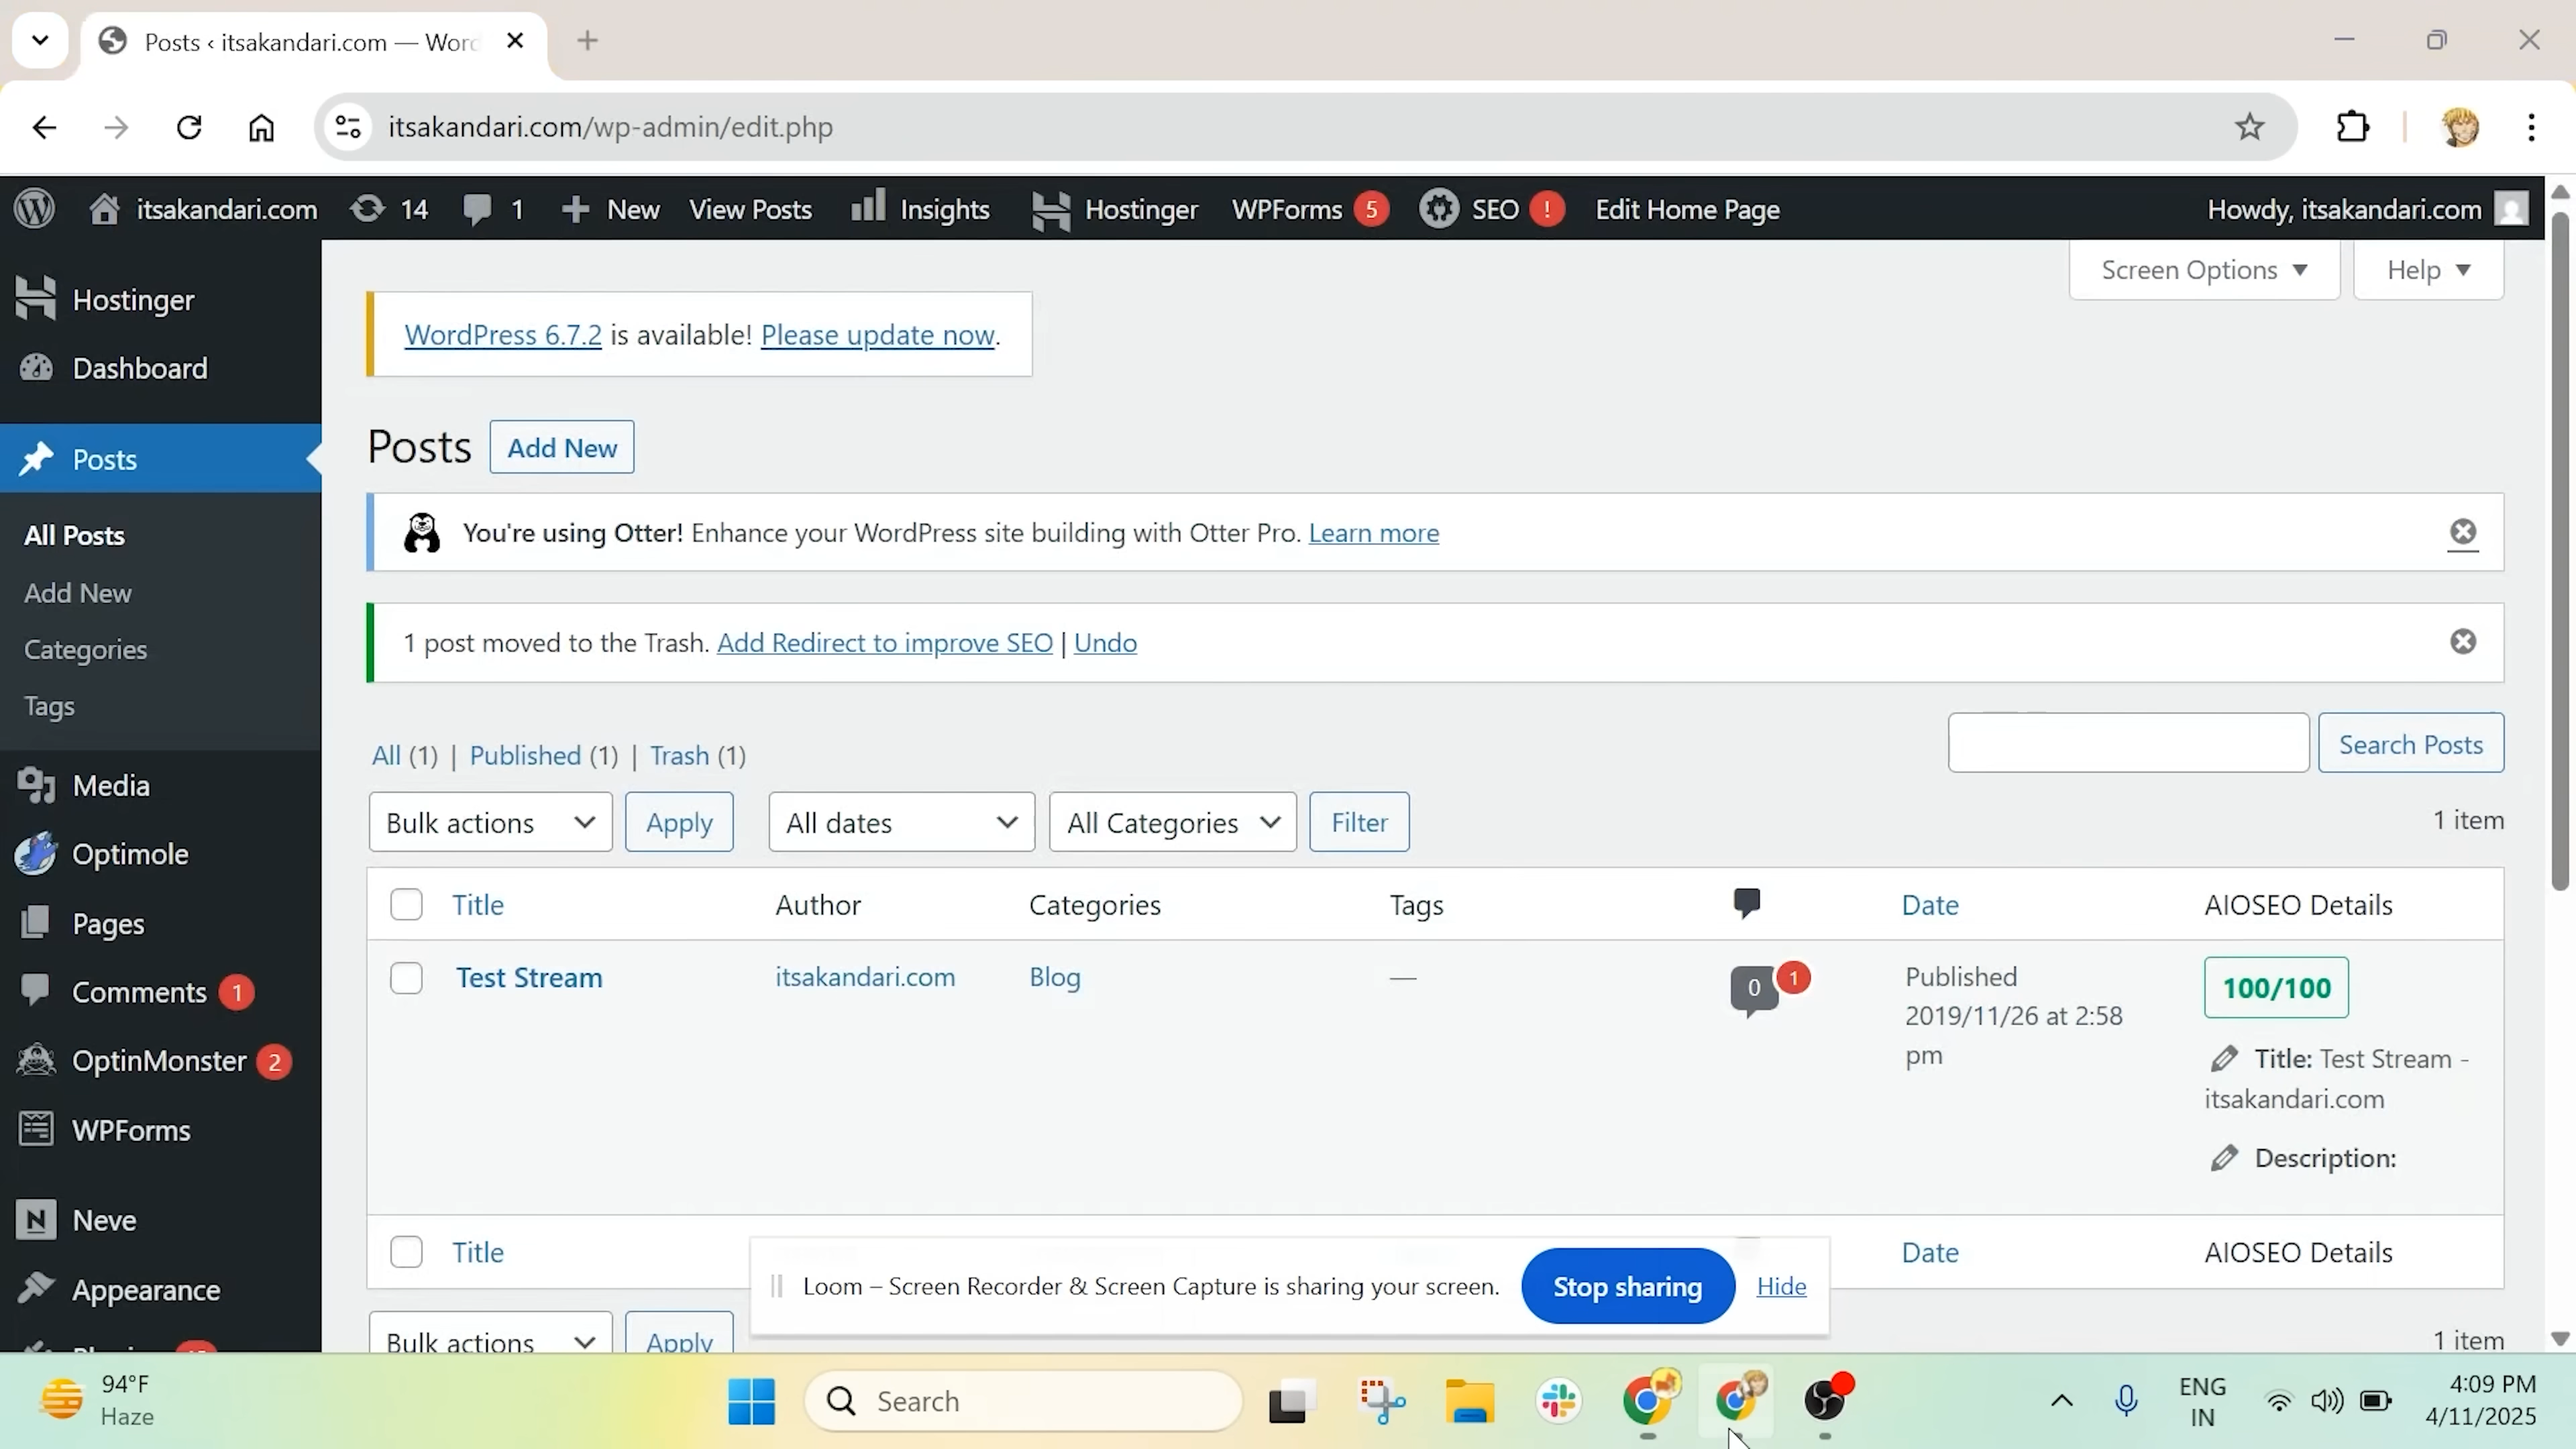 Posts ‹ itsakandari.com — Word
itsakandari.com/wp-admin/edit.php
itsakandari.com 14 1 New View Posts Insights Hostinger WPForms 5 SEO ! Edit Home Page Howdy, itsakandari.com
Hostinger
Dashboard
Posts
All Posts
Add New
Categories
Tags
Media
Optimole
Pages
Comments 1
OptinMonster 2
WPForms
Neve
Appearance
Screen Options Help
WordPress 6.7.2 is available! Please update now.
Posts Add New
You're using Otter! Enhance your WordPress site building with Otter Pro. Learn more
1 post moved to the Trash. Add Redirect to improve SEO | Undo
All (1) | Published (1) | Trash (1)
Search Posts
Bulk actions Apply All dates All Categories Filter
1 item
Title Author Categories Tags Date AIOSEO Details
Test Stream itsakandari.com Blog — 0 1
Published
2019/11/26 at 2:58
pm
100/100
Title: Test Stream -
itsakandari.com
Description:
Title Date AIOSEO Details
Loom – Screen Recorder & Screen Capture is sharing your screen. Stop sharing Hide
Bulk actions Apply
1 item
94°F
Haze
Search
ENG
IN
4:09 PM
4/11/2025